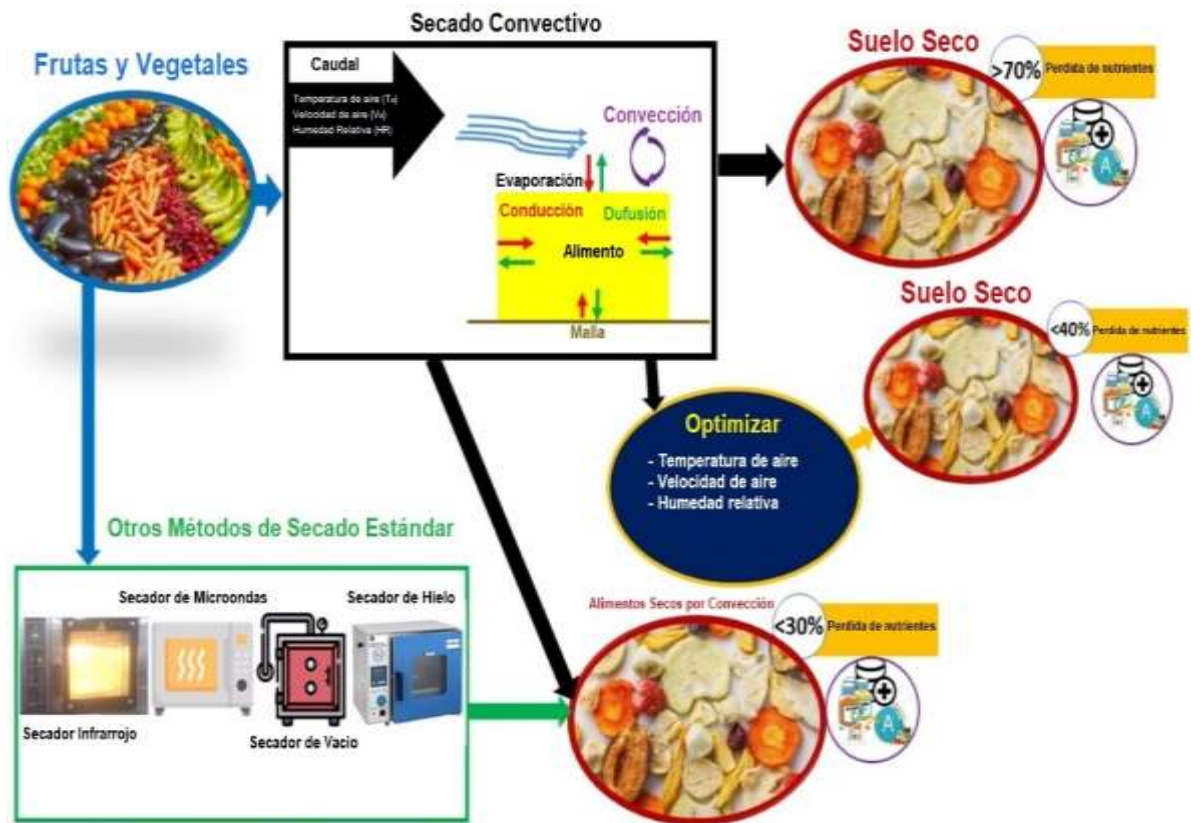 Secado Convectivo
Frutas y Vegetales
Caudal
Temperatura de aire (Ta)
Velocidad de aire (Va)
Humedad Relativa (HR)
Convección
Evaporación
Conducción
Dufusión
Alimento
Malla
Suelo Seco
>70%
Perdida de nutrientes
A
Suelo Seco
<40%
Perdida de nutrientes
A
Optimizar
- Temperatura de aire
- Velocidad de aire
- Humedad relativa
Otros Métodos de Secado Estándar
Secador de Microondas
Secador de Hielo
Secador Infrarrojo
Secador de Vacio
Alimentos Secos por Convección
<30%
Perdida de nutrientes
A